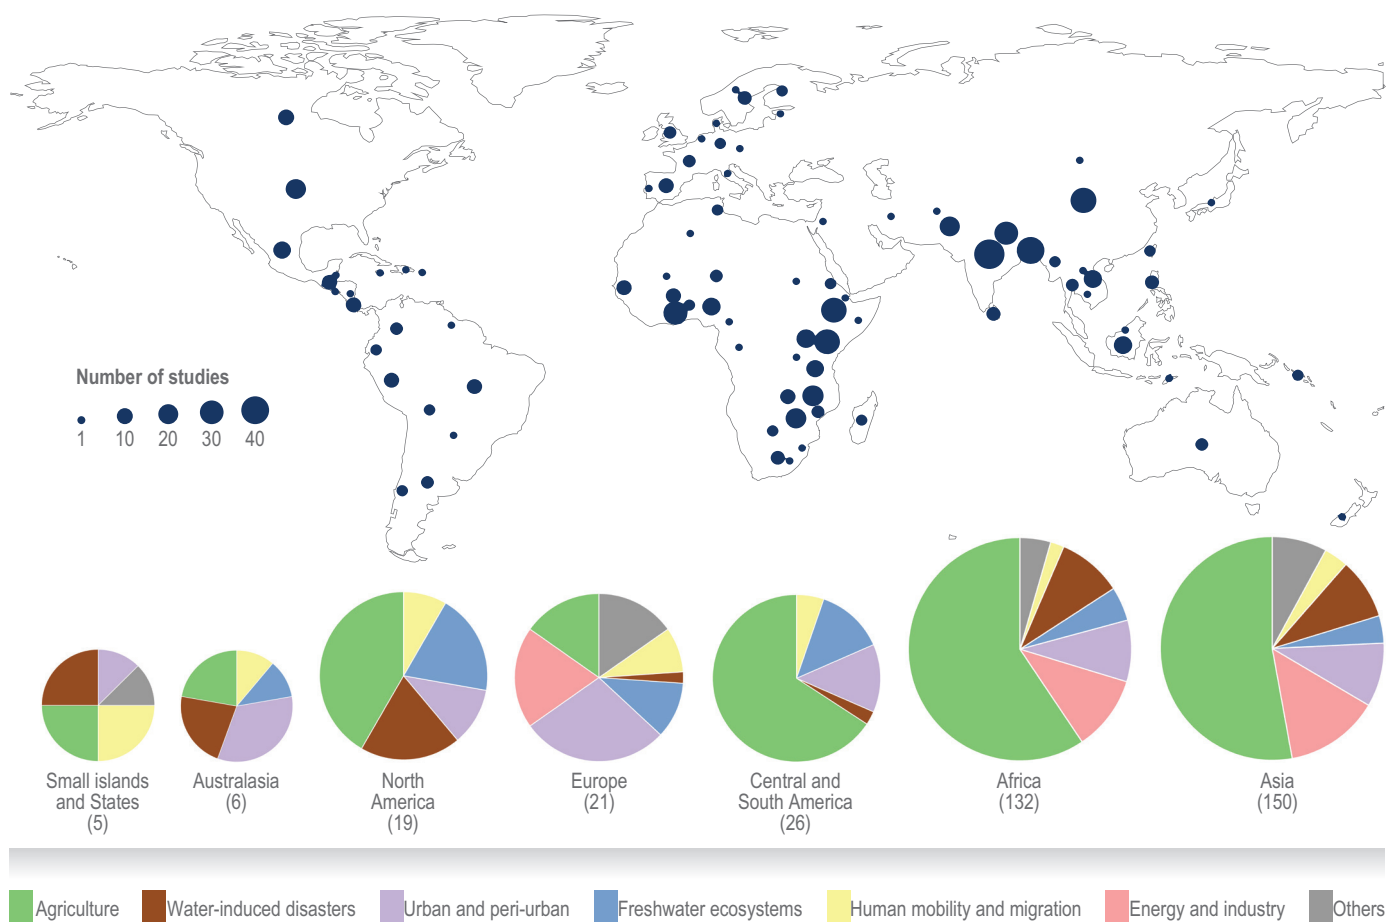 Number of studies
1 10 20 30 40
Small islands
and States
(5)
Australasia
(6)
North
America
(19)
Europe
(21)
Central and
South America
(26)
Africa
(132)
Asia
(150)
Agriculture
Water-induced disasters
Urban and peri-urban
Freshwater ecosystems
Human mobility and migration
Energy and industry
Others